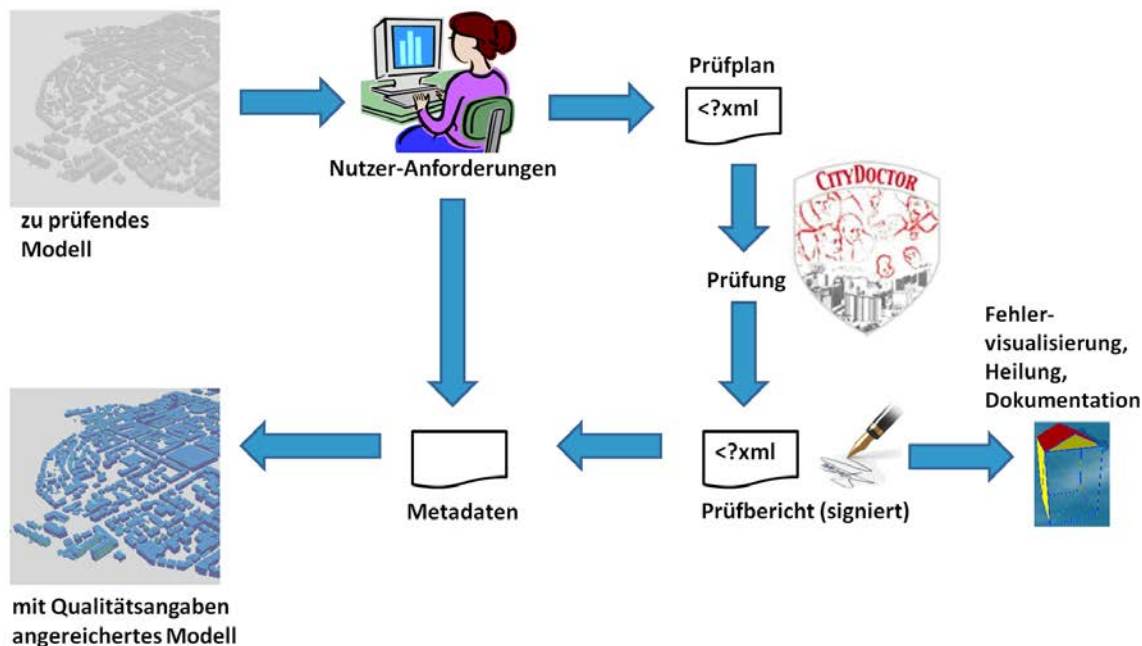 zu prüfendes
Modell
Nutzer-Anforderungen
Prüfplan
<?xml
CITYDOCTOR
Prüfung
Fehler-
visualisierung,
Heilung,
Dokumentation
<?xml
Prüfbericht (signiert)
Metadaten
mit Qualitätsangaben
angereichertes Modell